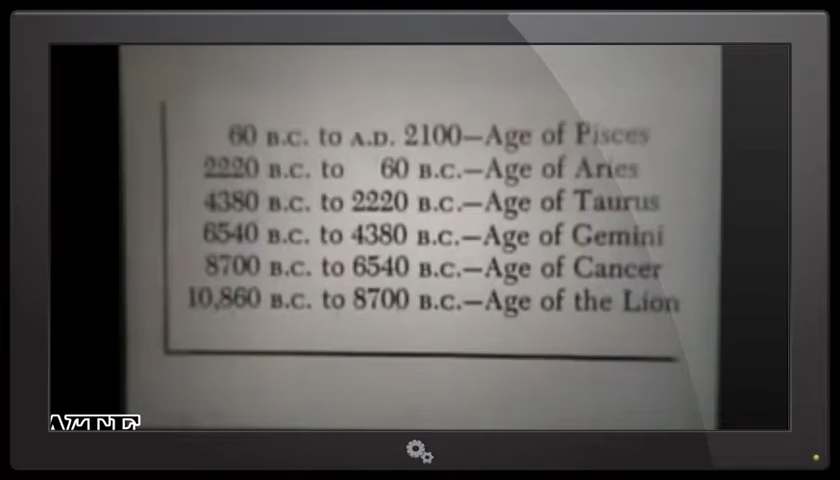 60 B.C. to A.D. 2100—Age of Pisces
2220 B.C. to 60 B.C.—Age of Aries
4380 B.C. to 2220 B.C.—Age of Taurus
6540 B.C. to 4380 B.C.—Age of Gemini
8700 B.C. to 6540 B.C.—Age of Cancer
10,860 B.C. to 8700 B.C.—Age of the Lion